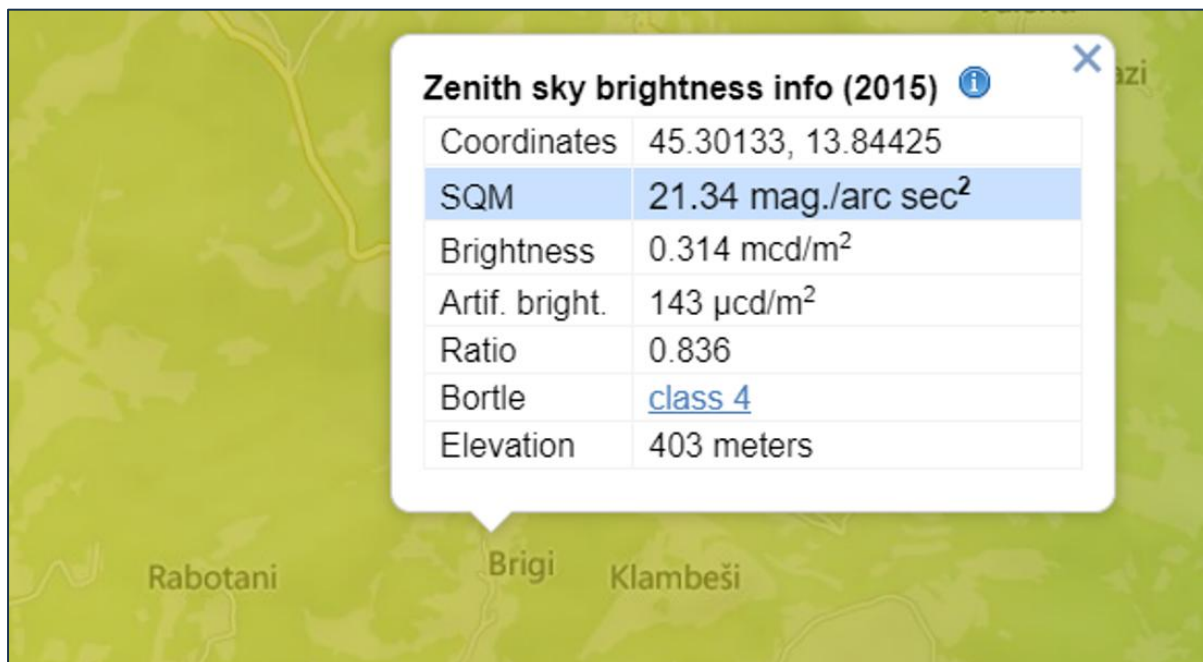 Zenith sky brightness info (2015)
Coordinates 45.30133, 13.84425
SQM 21.34 mag./arc sec²
Brightness 0.314 mcd/m²
Artif. bright. 143 μcd/m²
Ratio 0.836
Bortle class 4
Elevation 403 meters
Rabotani
Brigi
Klambeši